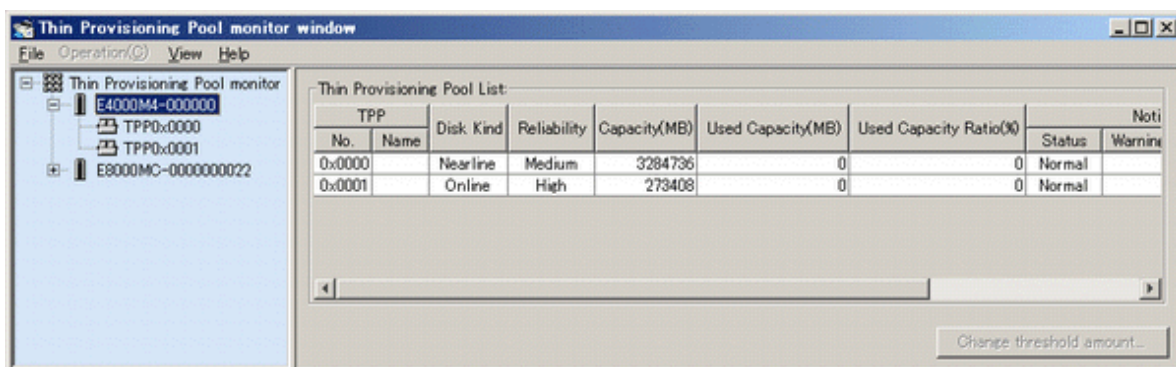 Thin Provisioning Pool monitor window
File Operation(O) View Help
Thin Provisioning Pool monitor
E4000M4-000000
TPP0x0000
TPP0x0001
E8000MC-0000000022
Thin Provisioning Pool List:
TPP Disk Kind Reliability Capacity(MB) Used Capacity(MB) Used Capacity Ratio(%) Noti
No. Name Status Warning
0x0000 Nearline Medium 3284736 0 0 Normal
0x0001 Online High 273408 0 0 Normal
Change threshold amount...